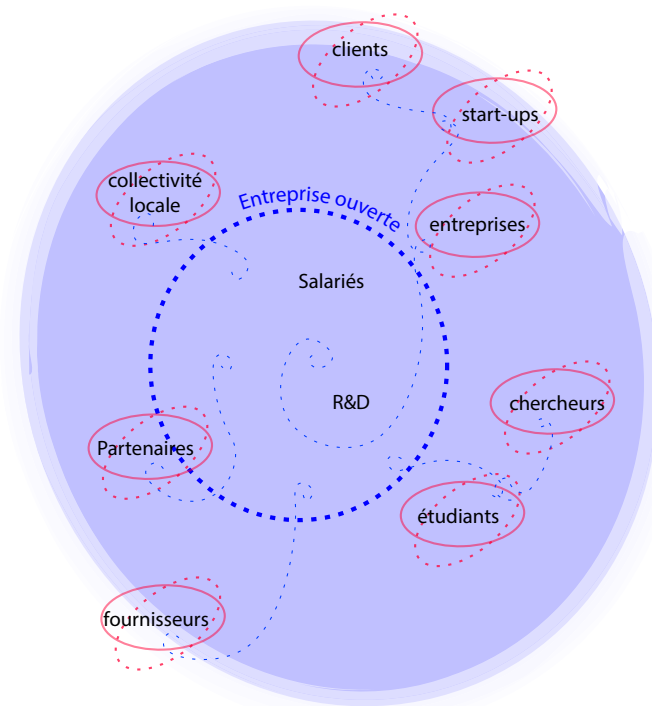 clients
start-ups
collectivité
locale
Entreprise ouverte
entreprises
Salariés
R&D
chercheurs
Partenaires
étudiants
fournisseurs